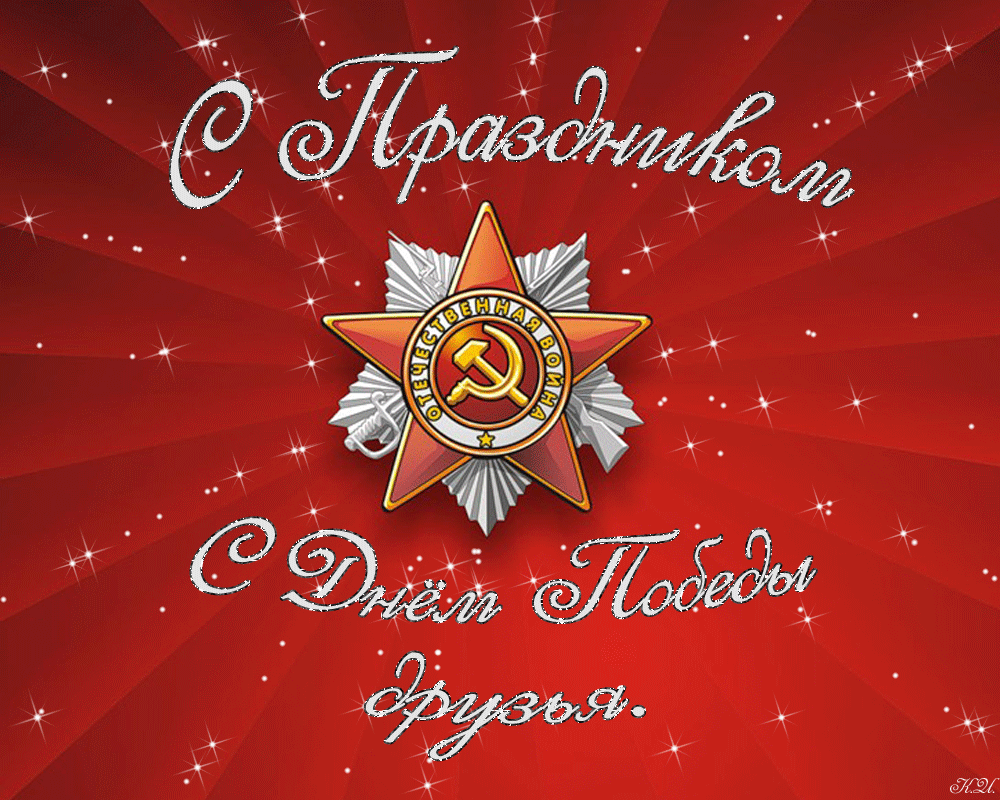 С Праздником
ОТЕЧЕСТВЕННАЯ ВОЙНА
С Днём Победы
друзья.
К.И.